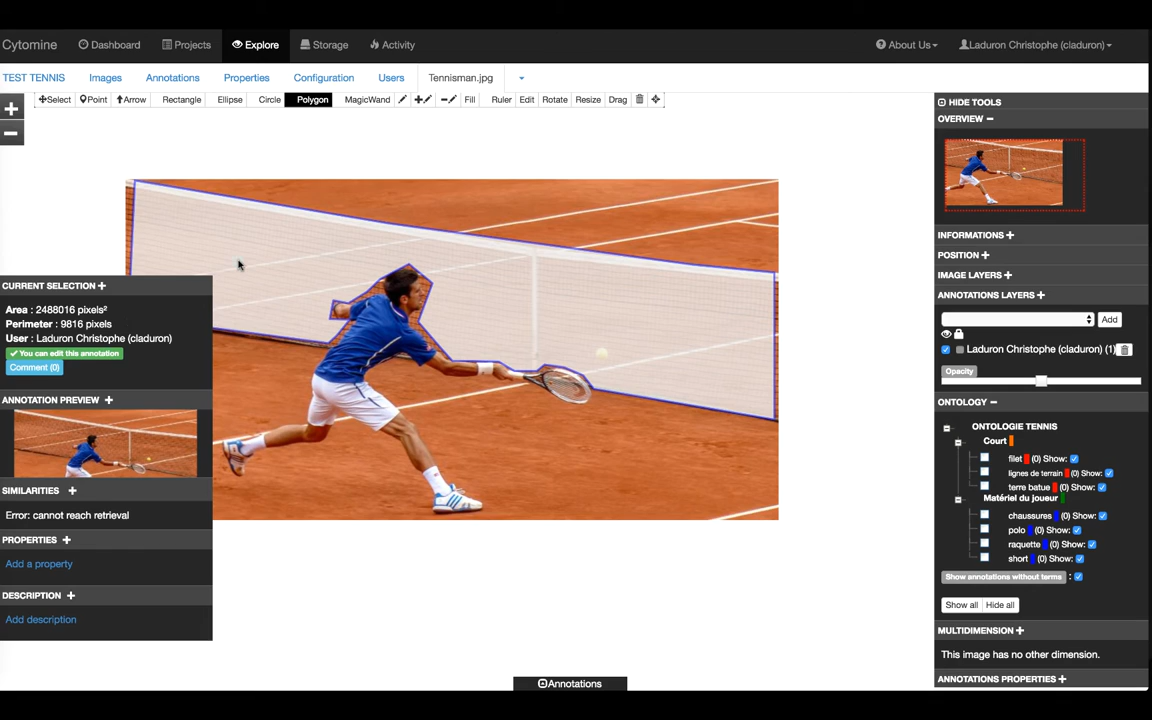 Cytomine Dashboard Projects Explore Storage Activity About Us Laduron Christophe (claduron)
TEST TENNIS Images Annotations Properties Configuration Users Tennisman.jpg
Select Point Arrow Rectangle Ellipse Circle Polygon MagicWand Fill Ruler Edit Rotate Resize Drag
HIDE TOOLS
OVERVIEW
INFORMATIONS
POSITION
IMAGE LAYERS
ANNOTATIONS LAYERS
Add
Laduron Christophe (claduron) (1)
Opacity
ONTOLOGY
ONTOLOGIE TENNIS
Court
filet (0) Show:
lignes de terrain (0) Show:
terre batue (0) Show:
Matériel du joueur
chaussures (0) Show:
polo (0) Show:
raquette (0) Show:
short (0) Show:
Show annotations without terms :
Show all Hide all
MULTIDIMENSION
This image has no other dimension.
ANNOTATIONS PROPERTIES
CURRENT SELECTION
Area : 2488016 pixels²
Perimeter : 9816 pixels
User : Laduron Christophe (claduron)
You can edit this annotation
Comment (0)
ANNOTATION PREVIEW
SIMILARITIES
Error: cannot reach retrieval
PROPERTIES
Add a property
DESCRIPTION
Add description
Annotations